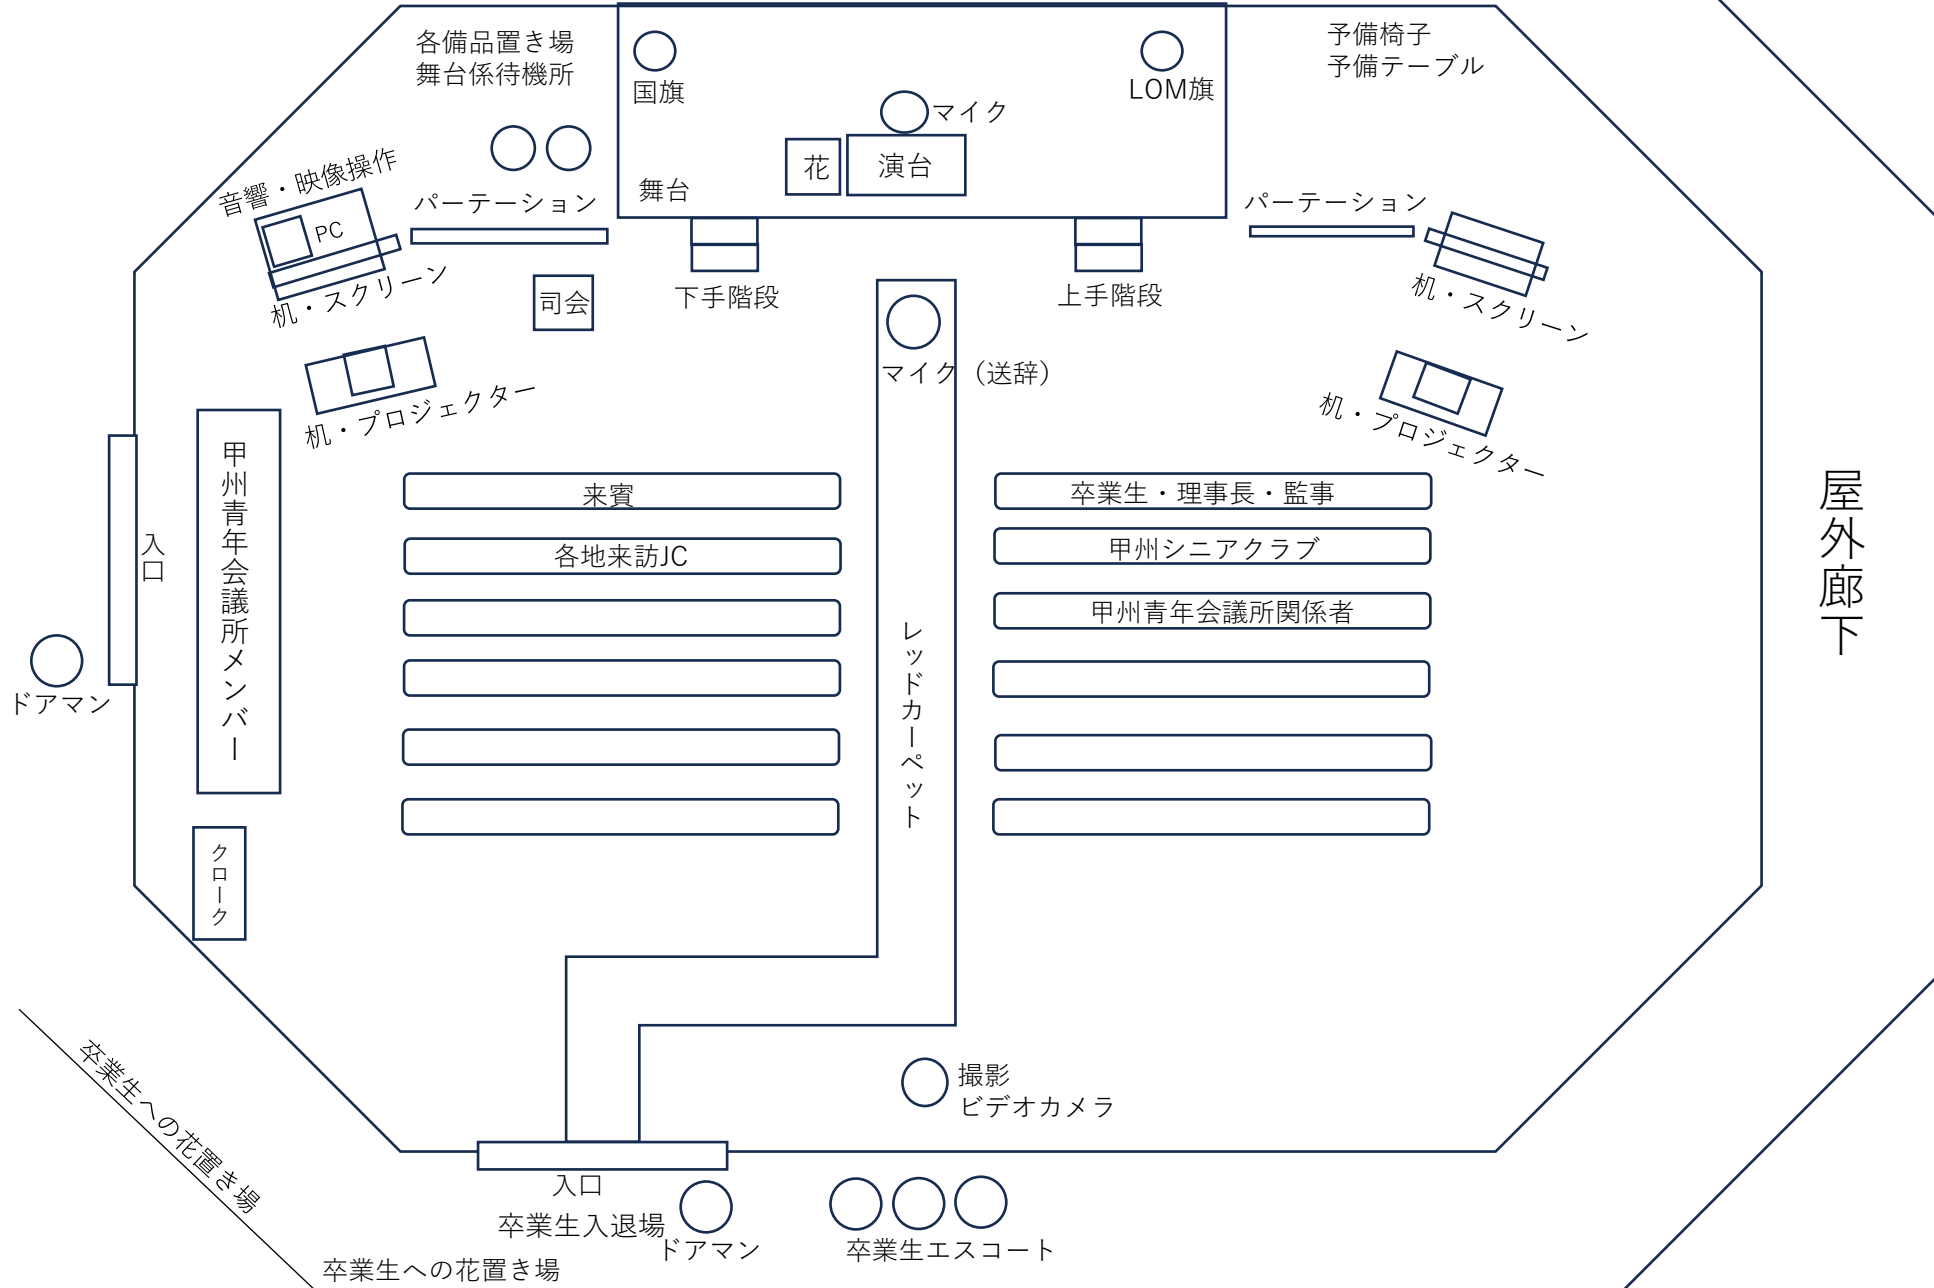 各備品置き場
舞台係待機所
国旗
LOM旗
予備椅子
予備テーブル
マイク
花
演台
舞台
音響・映像操作
PC
机・スクリーン
パーテーション
パーテーション
机・スクリーン
司会
下手階段
上手階段
マイク（送辞）
机・プロジェクター
机・プロジェクター
甲州青年会議所メンバー
入口
ドアマン
クローク
来賓
各地来訪JC
卒業生・理事長・監事
甲州シニアクラブ
甲州青年会議所関係者
レッドカーペット
屋外廊下
撮影
ビデオカメラ
入口
卒業生入退場
ドアマン
卒業生エスコート
卒業生への花置き場
卒業生への花置き場